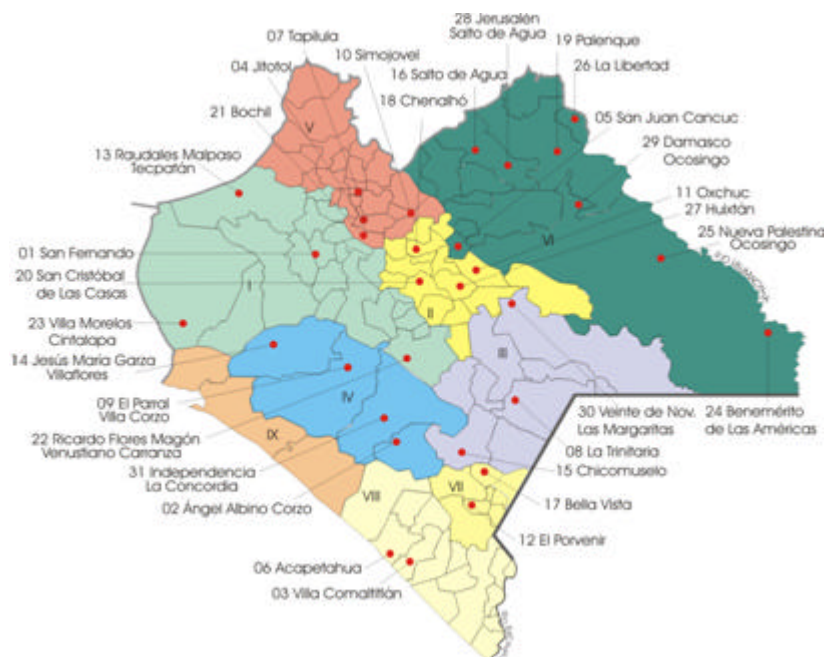 28 Jerusalén
Salto de Agua
07 Tapilula
10 Simojovel
19 Palenque
04 Jitotol
16 Salto de Agua
26 La Libertad
18 Chenalhó
21 Bochil
05 San Juan Cancuc
29 Damasco
Ocosingo
13 Raudales Malpaso
Tecpatán
11 Oxchuc
27 Huixtán
25 Nueva Palestina
Ocosingo
01 San Fernando
20 San Cristóbal
de Las Casas
23 Villa Morelos
Cintalapa
14 Jesús María Garza
Villaflores
09 El Parral
Villa Corzo
22 Ricardo Flores Magón
Venustiano Carranza
31 Independencia
La Concordia
02 Ángel Albino Corzo
30 Veinte de Nov.
Las Margaritas
24 Benemérito
de Las Américas
08 La Trinitaria
15 Chicomuselo
17 Bella Vista
12 El Porvenir
06 Acapetahua
03 Villa Comaltitlán
V
VI
I
II
III
IV
IX
VIII
VII